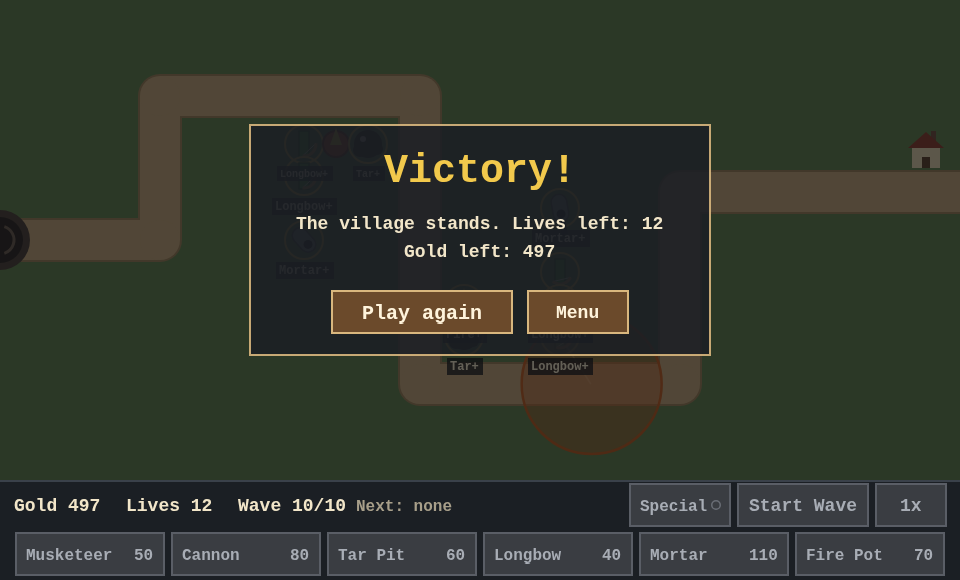 Victory!
Longbow+
Tar+
Longbow+
The village stands. Lives left: 12
Mortar+
Gold left: 497
Mortar+
Play again
Menu
Longbow+
Tar+
Longbow+
Gold 497 Lives 12 Wave 10/10 Next: none
Special
Start Wave
1x
Musketeer 50
Cannon 80
Tar Pit 60
Longbow 40
Mortar 110
Fire Pot 70